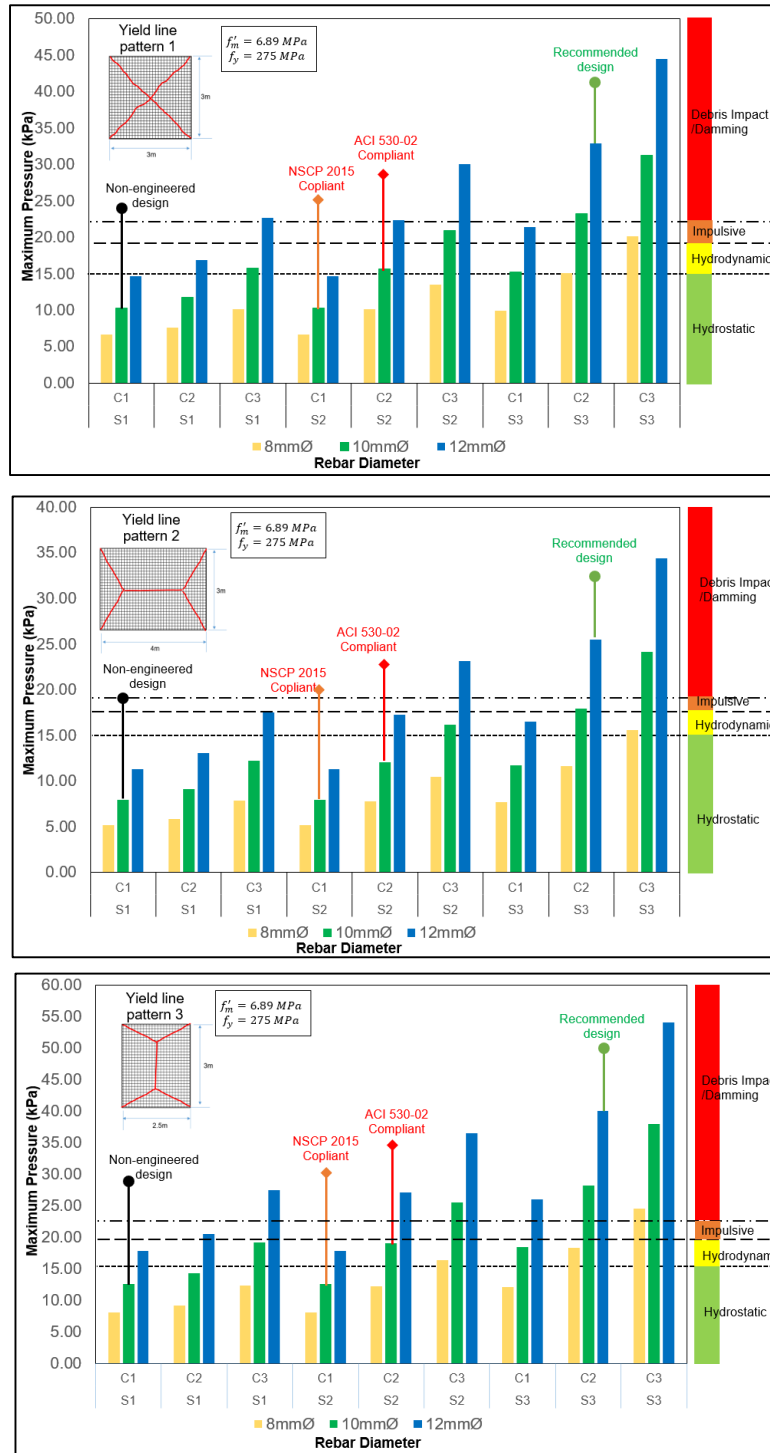 50.00
45.00
40.00
35.00
30.00
25.00
20.00
15.00
10.00
5.00
0.00
Maximum Pressure (kPa)
Yield line
pattern 1
3m
3m
f′m = 6.89 MPa
fy = 275 MPa
Non-engineered
design
NSCP 2015
Copliant
ACI 530-02
Compliant
Recommended
design
Debris Impact
/Damming
Impulsive
Hydrodynamic
Hydrostatic
C1 C2 C3 C1 C2 C3 C1 C2 C3
S1 S1 S1 S2 S2 S2 S3 S3 S3
8mmØ 10mmØ 12mmØ
Rebar Diameter
40.00
35.00
30.00
25.00
20.00
15.00
10.00
5.00
0.00
Maximum Pressure (kPa)
Yield line
pattern 2
3m
4m
f′m = 6.89 MPa
fy = 275 MPa
Non-engineered
design
NSCP 2015
Copliant
ACI 530-02
Compliant
Recommended
design
Debris Impac
/Damming
Impulsive
Hydrodynamic
Hydrostatic
C1 C2 C3 C1 C2 C3 C1 C2 C3
S1 S1 S1 S2 S2 S2 S3 S3 S3
8mmØ 10mmØ 12mmØ
Rebar Diameter
60.00
55.00
50.00
45.00
40.00
35.00
30.00
25.00
20.00
15.00
10.00
5.00
0.00
Maximum Pressure (kPa)
Yield line
pattern 3
3m
2.5m
f′m = 6.89 MPa
fy = 275 MPa
Non-engineered
design
NSCP 2015
Copliant
ACI 530-02
Compliant
Recommended
design
Debris Impact
/Damming
Impulsive
Hydrodynam
Hydrostatic
C1 C2 C3 C1 C2 C3 C1 C2 C3
S1 S1 S1 S2 S2 S2 S3 S3 S3
8mmØ 10mmØ 12mmØ
Rebar Diameter